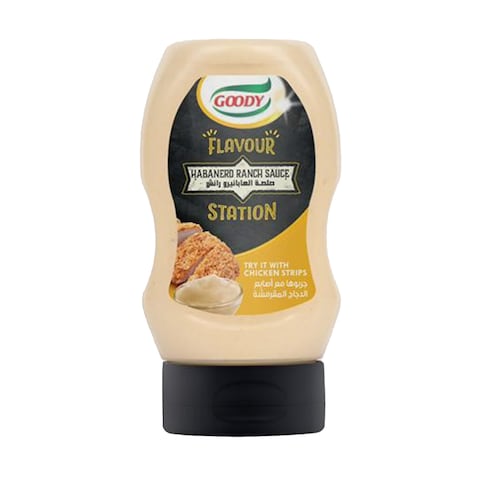 GOODY
FLAVOUR
HABANERO RANCH SAUCE
صلصة الهابانيرو رانش
STATION
TRY IT WITH
CHICKEN STRIPS
جربوها مع أصابع
الدجاج المقرمشة